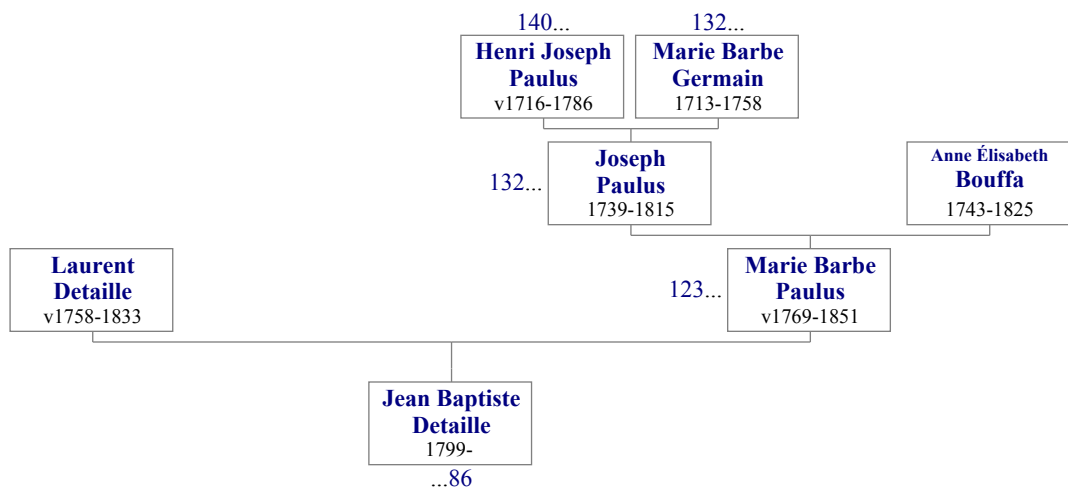 140...
132...
Henri Joseph
Paulus
v1716-1786
Marie Barbe
Germain
1713-1758
132...
Joseph
Paulus
1739-1815
Anne Élisabeth
Bouffa
1743-1825
Laurent
Detaille
v1758-1833
123...
Marie Barbe
Paulus
v1769-1851
Jean Baptiste
Detaille
1799-
...86